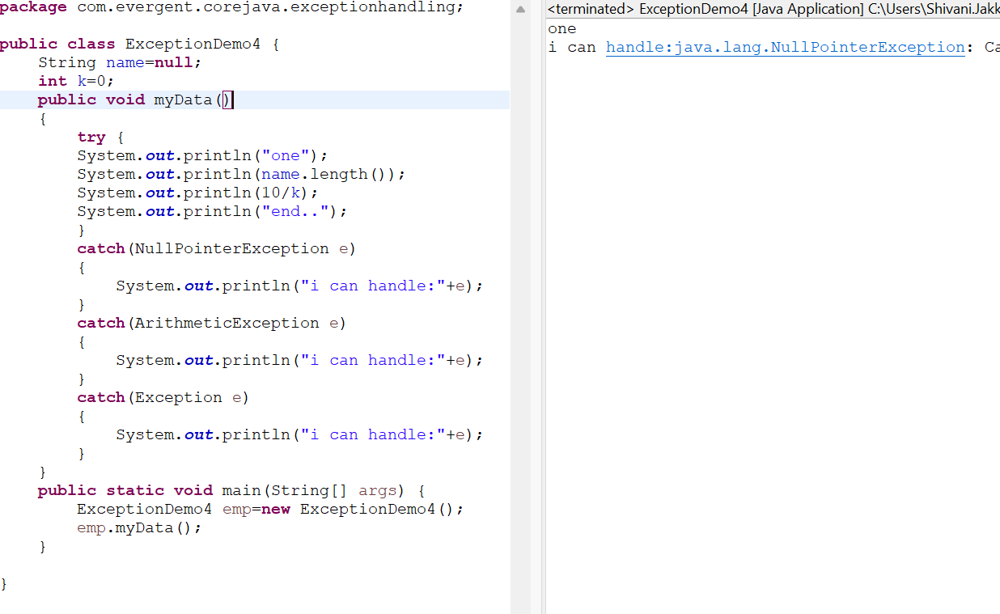 package com.evergent.corejava.exceptionhandling;
public class ExceptionDemo4 {
String name=null;
int k=0;
public void myData()
{
try {
System.out.println("one");
System.out.println(name.length());
System.out.println(10/k);
System.out.println("end..");
}
catch(NullPointerException e)
{
System.out.println("i can handle:"+e);
}
catch(ArithmeticException e)
{
System.out.println("i can handle:"+e);
}
catch(Exception e)
{
System.out.println("i can handle:"+e);
}
}
public static void main(String[] args) {
ExceptionDemo4 emp=new ExceptionDemo4();
emp.myData();
}
}
<terminated> ExceptionDemo4 [Java Application] C:\Users\Shivani.Jakk
one
i can handle:java.lang.NullPointerException: Ca